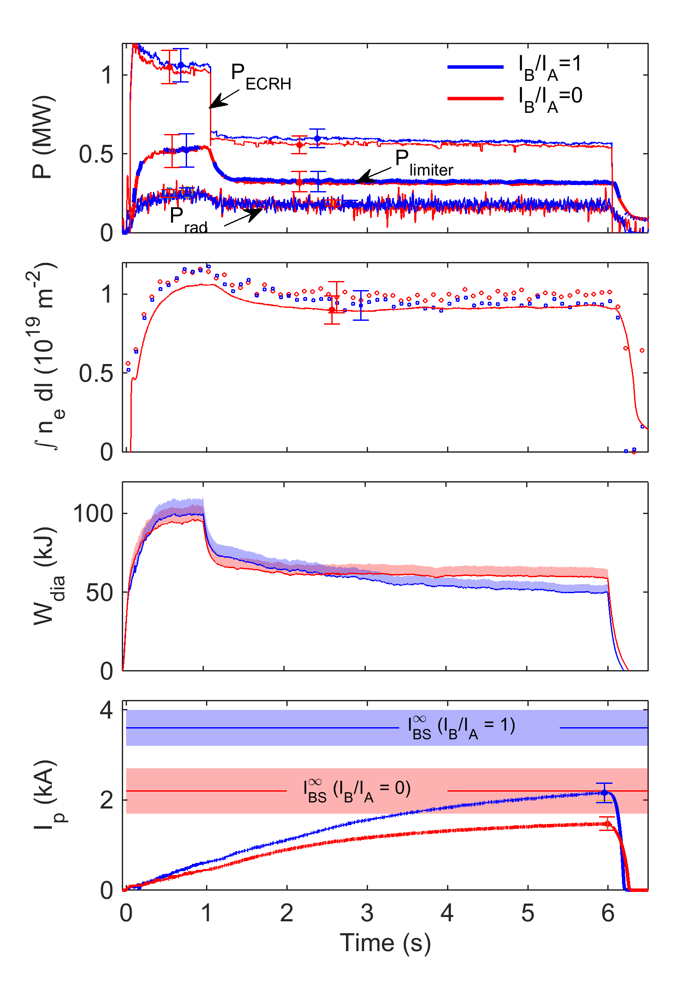 P (MW)
1
0.5
0
P_ECRH
I_B/I_A=1
I_B/I_A=0
P_limiter
P_rad
∫ n_e dl (10^19 m^-2)
1
0.5
0
W_dia (kJ)
100
50
0
I_p (kA)
4
2
0
I_BS^∞ (I_B/I_A = 1)
I_BS^∞ (I_B/I_A = 0)
0 1 2 3 4 5 6
Time (s)